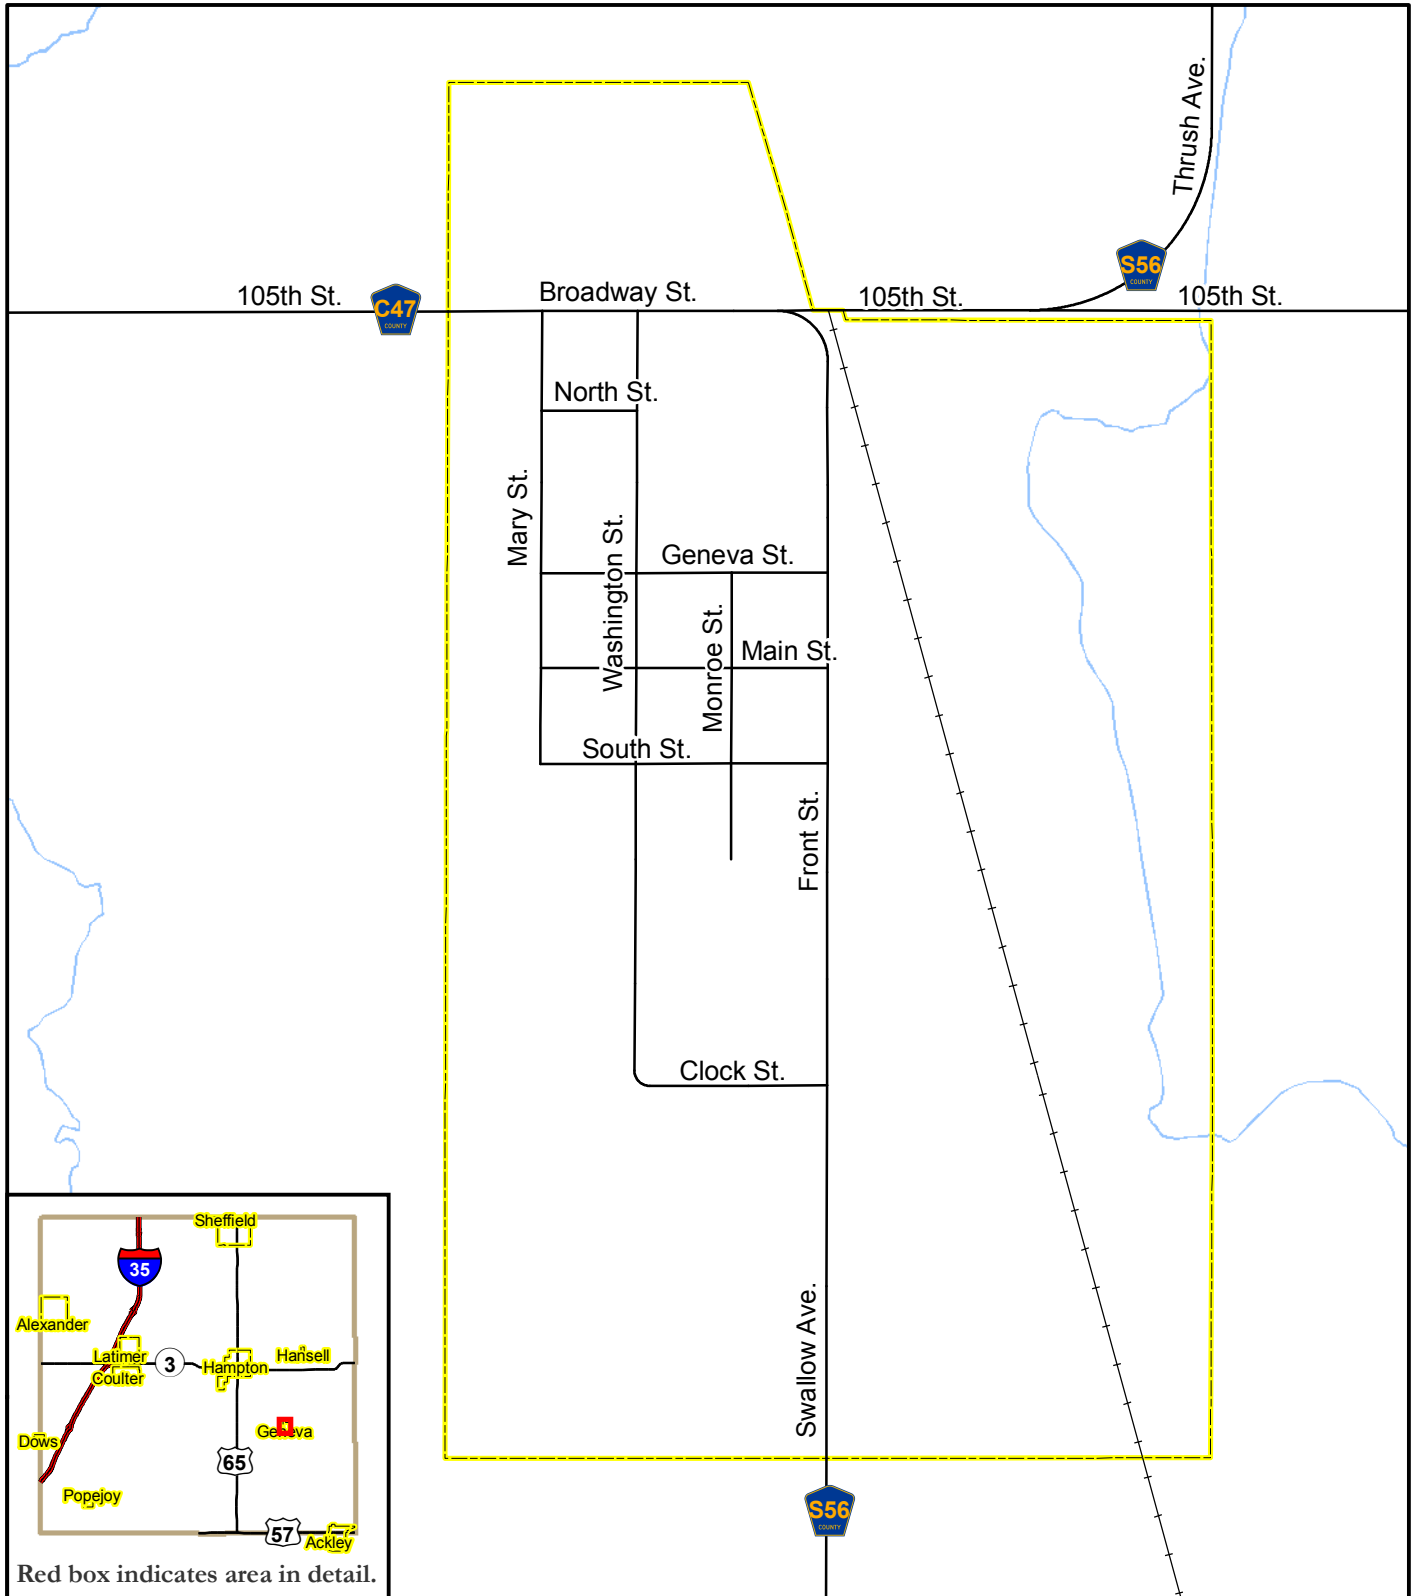 Thrush Ave.
S56
COUNTY
105th St.
C47
COUNTY
Broadway St.
105th St.
105th St.
North St.
Mary St.
Washington St.
Geneva St.
Monroe St.
Main St.
South St.
Front St.
Clock St.
Swallow Ave.
S56
COUNTY
Sheffield
35
Alexander
Latimer
3
Hampton
Hansell
Coulter
Geneva
Dows
65
Popejoy
57
Ackley
Red box indicates area in detail.